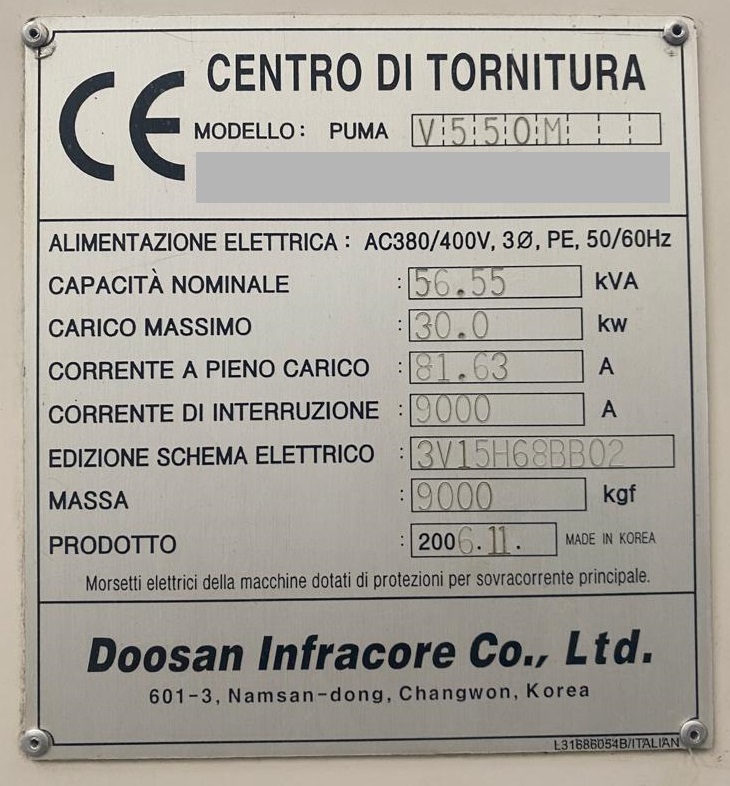 CE CENTRO DI TORNITURA
MODELLO: PUMA V550M
ALIMENTAZIONE ELETTRICA : AC380/400V, 3Ø, PE, 50/60Hz
CAPACITÀ NOMINALE : 56.55 kVA
CARICO MASSIMO : 30.0 kw
CORRENTE A PIENO CARICO : 81.63 A
CORRENTE DI INTERRUZIONE : 9000 A
EDIZIONE SCHEMA ELETTRICO : 3V15H68BB02
MASSA : 9000 kgf
PRODOTTO : 2006.11. MADE IN KOREA
Morsetti elettrici della macchine dotati di protezioni per sovracorrente principale.
Doosan Infracore Co., Ltd.
601-3, Namsan-dong, Changwon, Korea
L31686054B/ITALIAN